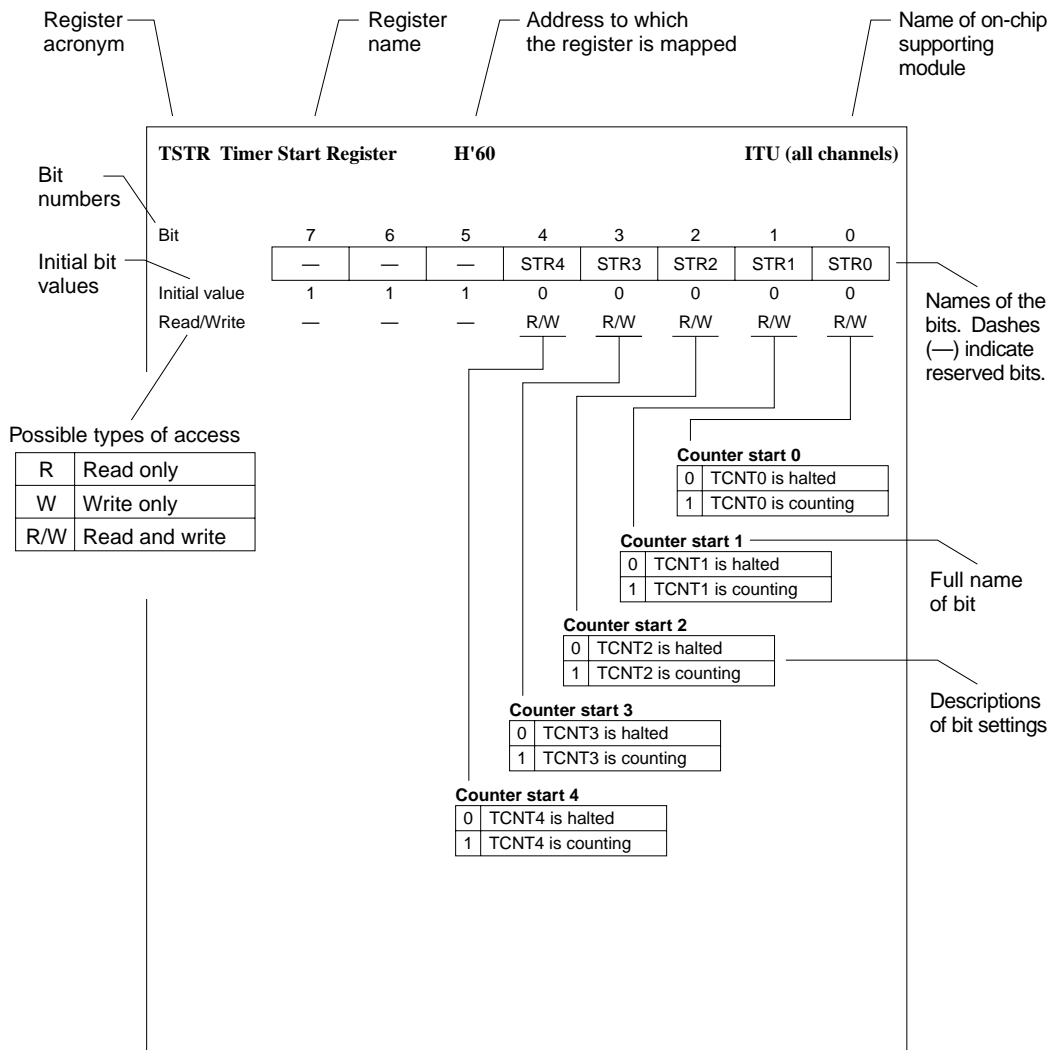 Register
acronym
Register
name
Address to which
the register is mapped
Name of on-chip
supporting
module
TSTR Timer Start Register H'60 ITU (all channels)
Bit
numbers
Bit 7 6 5 4 3 2 1 0
— — — STR4 STR3 STR2 STR1 STR0
Initial bit
values
Initial value 1 1 1 0 0 0 0 0
Read/Write — — — R/W R/W R/W R/W R/W
Names of the
bits. Dashes
(—) indicate
reserved bits.
Possible types of access
R Read only
W Write only
R/W Read and write
Counter start 0
0 TCNT0 is halted
1 TCNT0 is counting
Counter start 1
0 TCNT1 is halted
1 TCNT1 is counting
Full name
of bit
Counter start 2
0 TCNT2 is halted
1 TCNT2 is counting
Descriptions
of bit settings
Counter start 3
0 TCNT3 is halted
1 TCNT3 is counting
Counter start 4
0 TCNT4 is halted
1 TCNT4 is counting